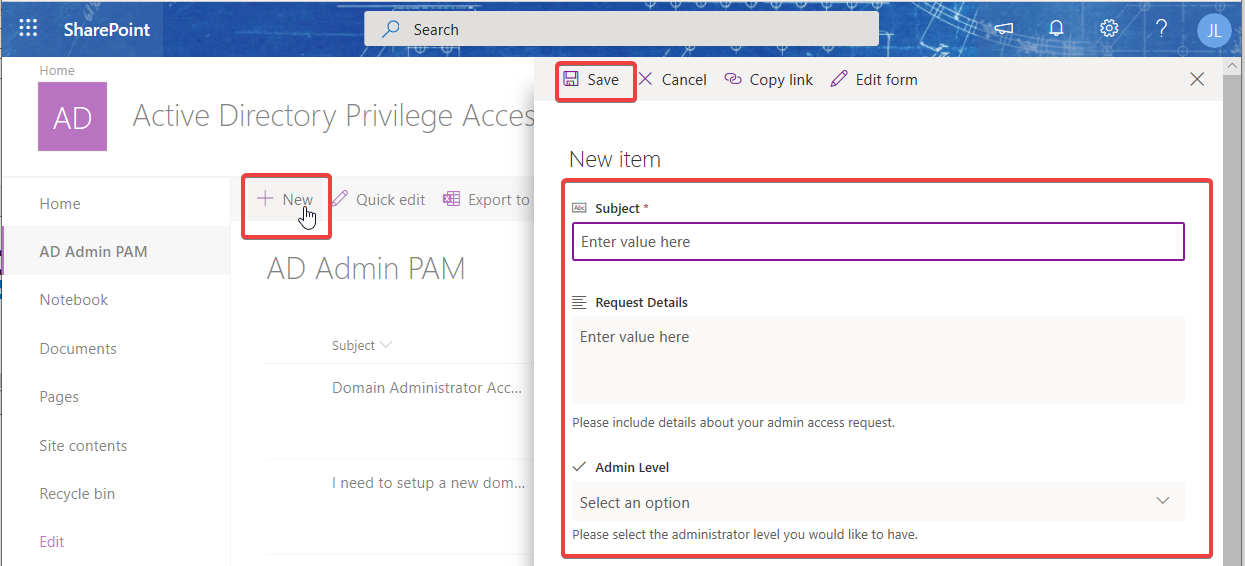 SharePoint
Search
JL
Home
AD
Active Directory Privilege Acces
Home
AD Admin PAM
Notebook
Documents
Pages
Site contents
Recycle bin
Edit
New
Quick edit
Export to
AD Admin PAM
Subject
Domain Administrator Acc...
I need to setup a new dom...
Save
Cancel
Copy link
Edit form
New item
Abc Subject *
Enter value here
Request Details
Enter value here
Please include details about your admin access request.
Admin Level
Select an option
Please select the administrator level you would like to have.